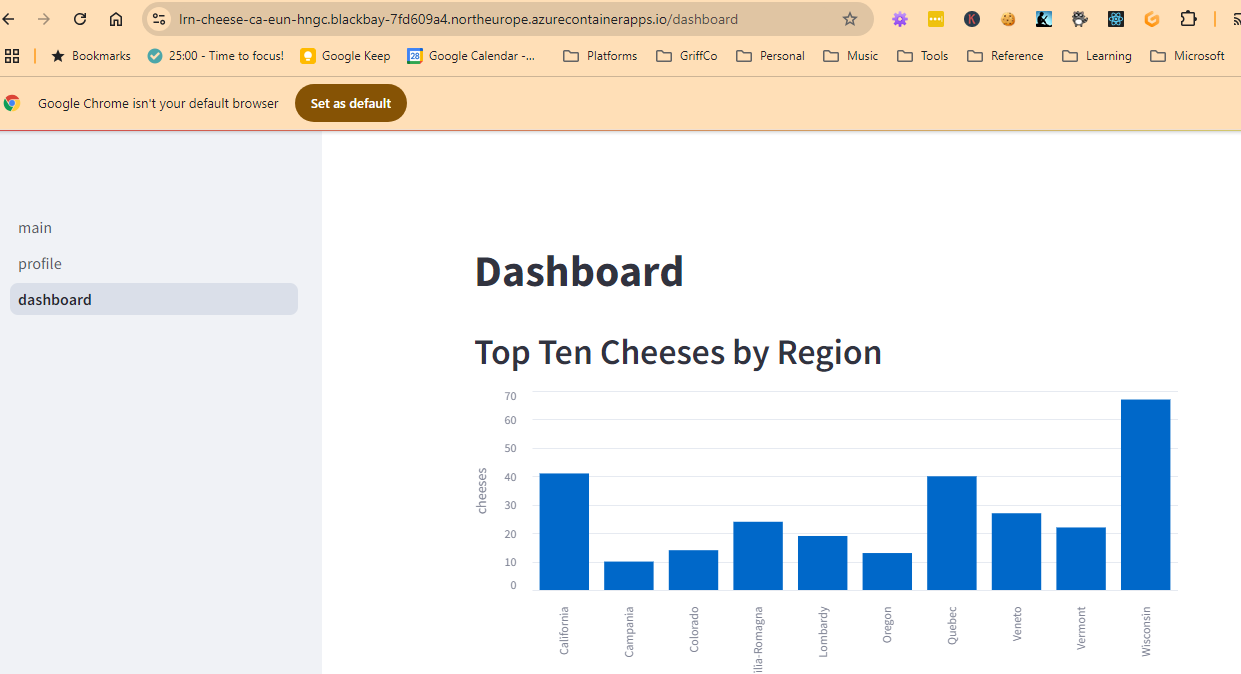 lrn-cheese-ca-eun-hngc.blackbay-7fd609a4.northeurope.azurecontainerapps.io/dashboard
Bookmarks 25:00 - Time to focus! Google Keep 28 Google Calendar -... Platforms GriffCo Personal Music Tools Reference Learning Microsoft
Google Chrome isn't your default browser Set as default
main
profile
dashboard
Dashboard
Top Ten Cheeses by Region
cheeses
70
60
50
40
30
20
10
0
California
Campania
Colorado
ilia-Romagna
Lombardy
Oregon
Quebec
Veneto
Vermont
Wisconsin